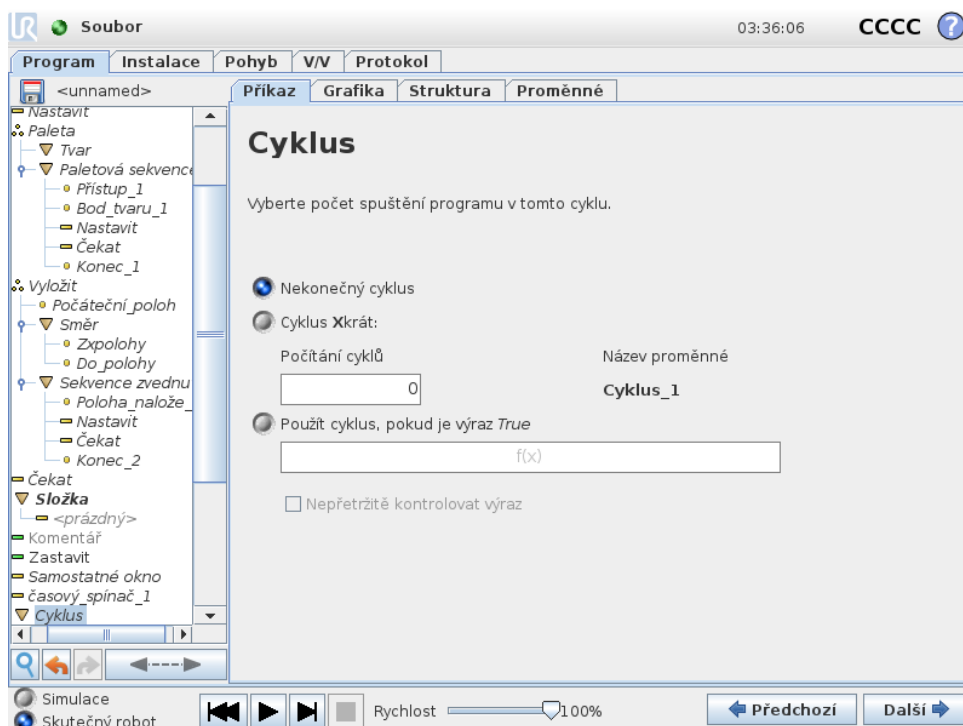 UR Soubor 03:36:06 CCCC ?
Program Instalace Pohyb V/V Protokol
<unnamed>
Příkaz Grafika Struktura Proměnné
Nastavit
Paleta
Tvar
Paletová sekvence
Přístup_1
Bod_tvaru_1
Nastavit
Čekat
Konec_1
Vyložit
Počáteční_poloh
Směr
Zxpolohy
Do_polohy
Sekvence zvednu
Poloha_nalože_
Nastavit
Čekat
Konec_2
Čekat
Složka
<prázdný>
Komentář
Zastavit
Samostatné okno
časový_spínač_1
Cyklus
Cyklus
Vyberte počet spuštění programu v tomto cyklu.
Nekonečný cyklus
Cyklus Xkrát:
Počítání cyklů Název proměnné
0 Cyklus_1
Použít cyklus, pokud je výraz True
f(x)
Nepřetržitě kontrolovat výraz
Simulace
Skutečný robot
Rychlost 100%
Předchozí Další